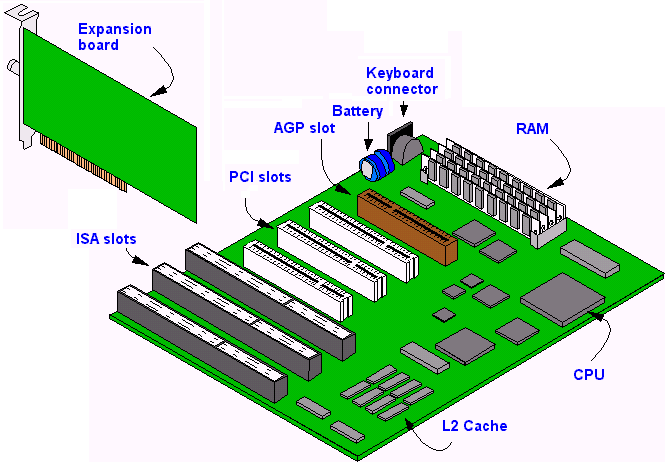 Expansion
board
Keyboard
connector
Battery
AGP slot
RAM
PCI slots
ISA slots
CPU
L2 Cache